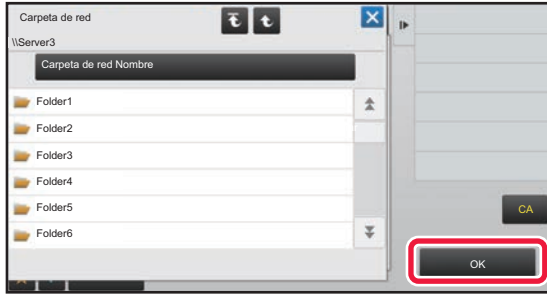 Carpeta de red
\\Server3
Carpeta de red Nombre
Folder1
Folder2
Folder3
Folder4
Folder5
Folder6
CA
OK